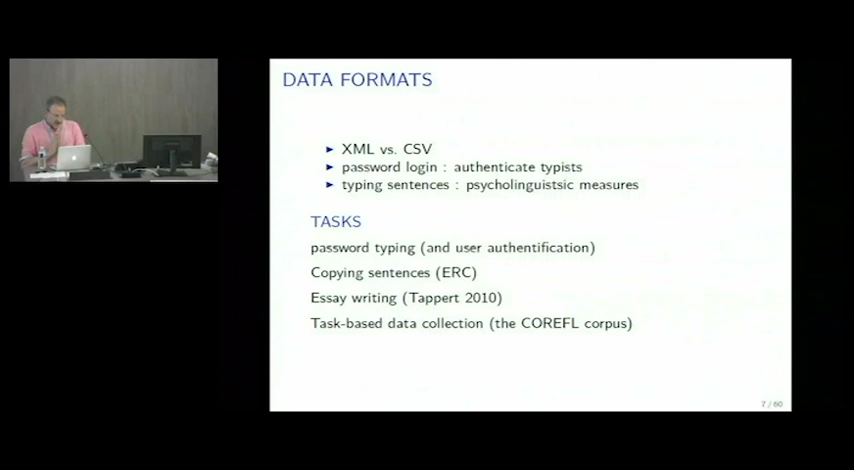 DATA FORMATS
XML vs. CSV
password login : authenticate typists
typing sentences : psycholinguistsic measures
TASKS
password typing (and user authentification)
Copying sentences (ERC)
Essay writing (Tappert 2010)
Task-based data collection (the COREFL corpus)
7 / 60